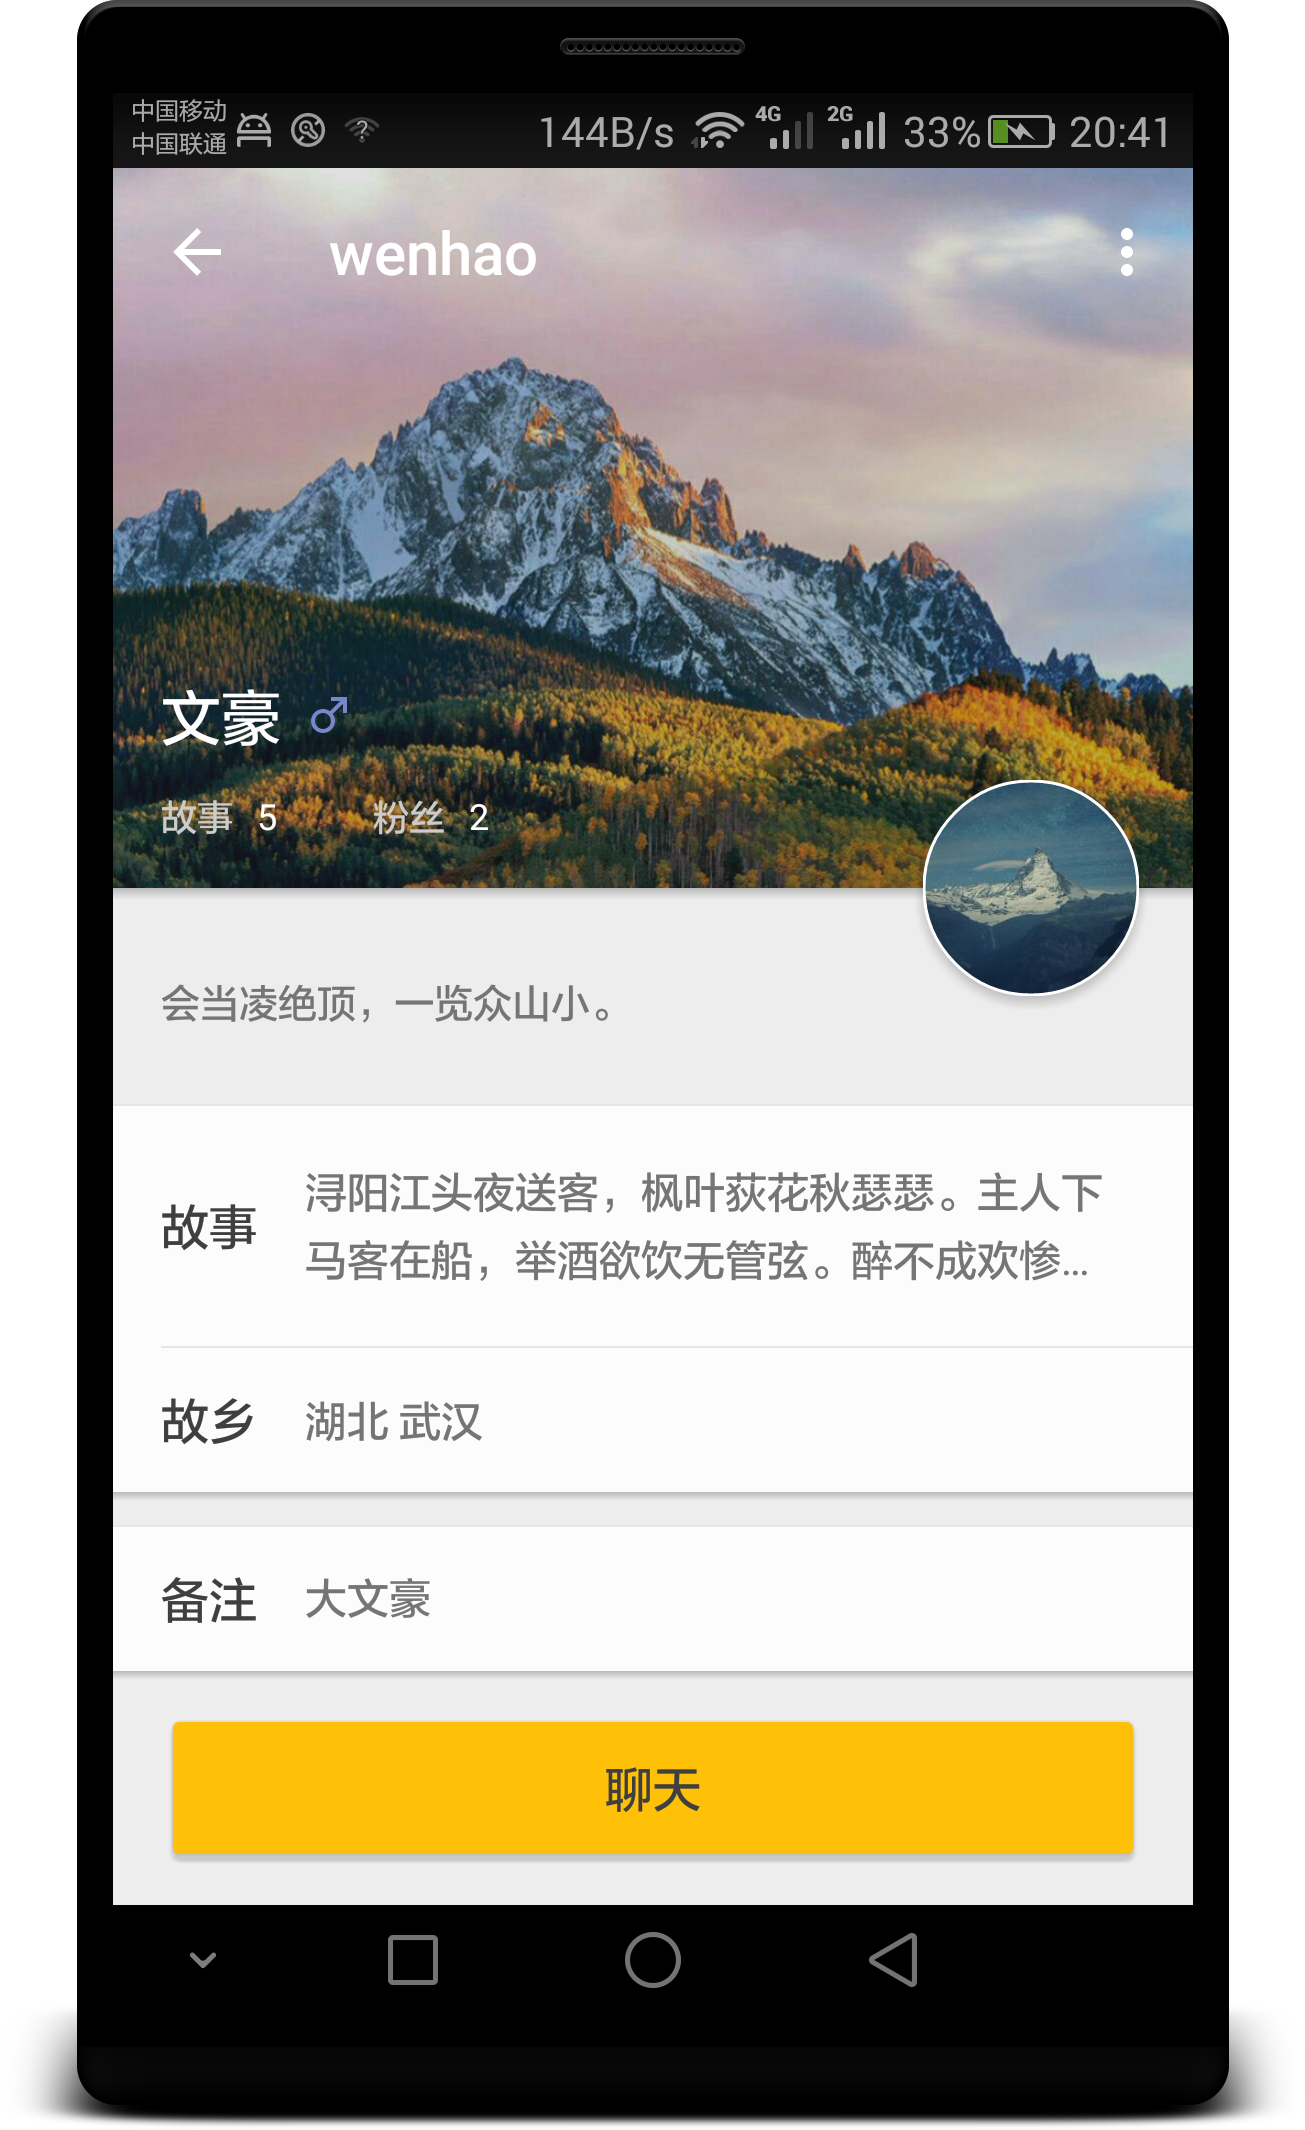 中国移动
中国联通
144B/s 4G 2G 33% 20:41
wenhao
文豪
故事 5 粉丝 2
会当凌绝顶，一览众山小。
故事
浔阳江头夜送客，枫叶荻花秋瑟瑟。主人下
马客在船，举酒欲饮无管弦。醉不成欢惨...
故乡 湖北 武汉
备注 大文豪
聊天